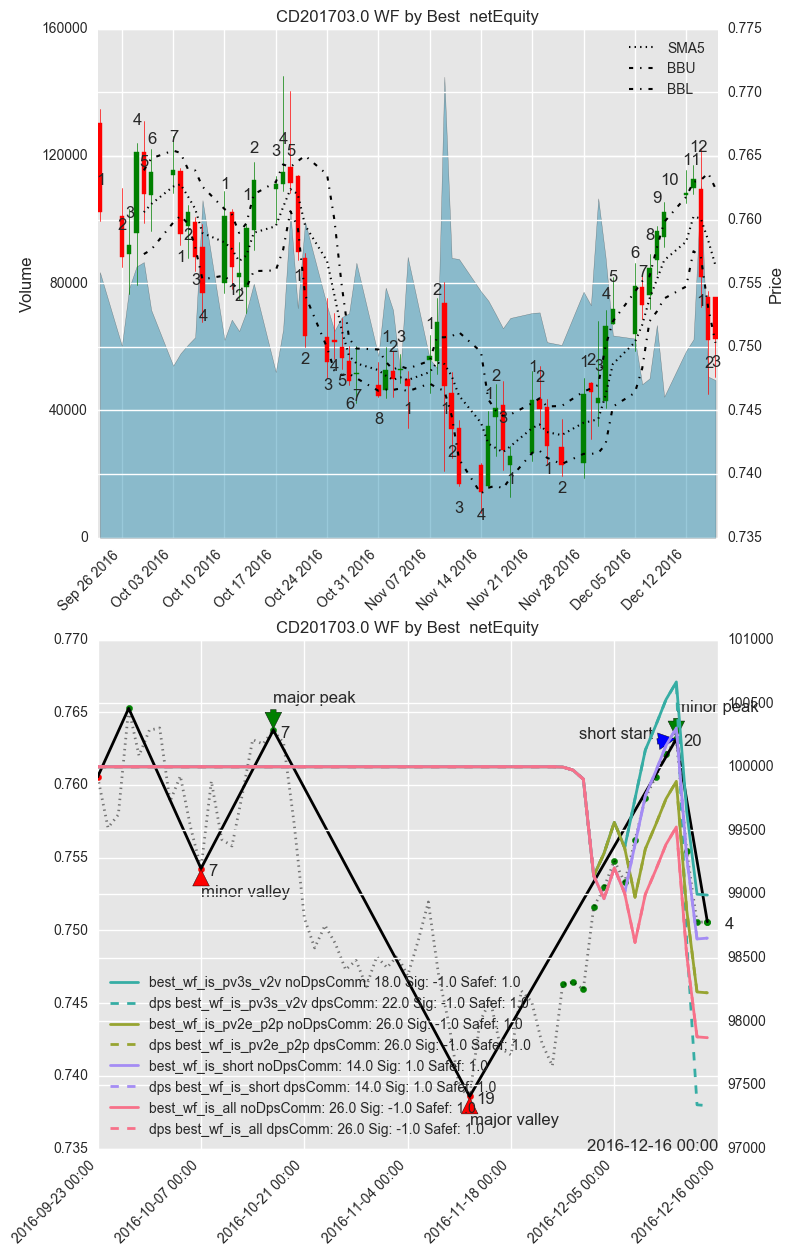 CD201703.0 WF by Best  netEquity
160000
120000
80000
40000
0
Volume
0.775
0.770
0.765
0.760
0.755
0.750
0.745
0.740
0.735
Price
SMA5
BBU
BBL
Sep 26 2016
Oct 03 2016
Oct 10 2016
Oct 17 2016
Oct 24 2016
Oct 31 2016
Nov 07 2016
Nov 14 2016
Nov 21 2016
Nov 28 2016
Dec 05 2016
Dec 12 2016
CD201703.0 WF by Best  netEquity
0.770
0.765
0.760
0.755
0.750
0.745
0.740
0.735
101000
100500
100000
99500
99000
98500
98000
97500
97000
major peak
7
minor peak
short start
20
7
minor valley
4
19
major valley
best_wf_is_pv3s_v2v noDpsComm: 18.0 Sig: -1.0 Safef: 1.0
dps best_wf_is_pv3s_v2v dpsComm: 22.0 Sig: -1.0 Safef: 1.0
best_wf_is_pv2e_p2p noDpsComm: 26.0 Sig: -1.0 Safef: 1.0
dps best_wf_is_pv2e_p2p dpsComm: 26.0 Sig: -1.0 Safef: 1.0
best_wf_is_short noDpsComm: 14.0 Sig: 1.0 Safef: 1.0
dps best_wf_is_short dpsComm: 14.0 Sig: 1.0 Safef: 1.0
best_wf_is_all noDpsComm: 26.0 Sig: -1.0 Safef: 1.0
dps best_wf_is_all dpsComm: 26.0 Sig: -1.0 Safef: 1.0
2016-12-16 00:00
2016-09-23 00:00
2016-10-07 00:00
2016-10-21 00:00
2016-11-04 00:00
2016-11-18 00:00
2016-12-05 00:00
2016-12-16 00:00